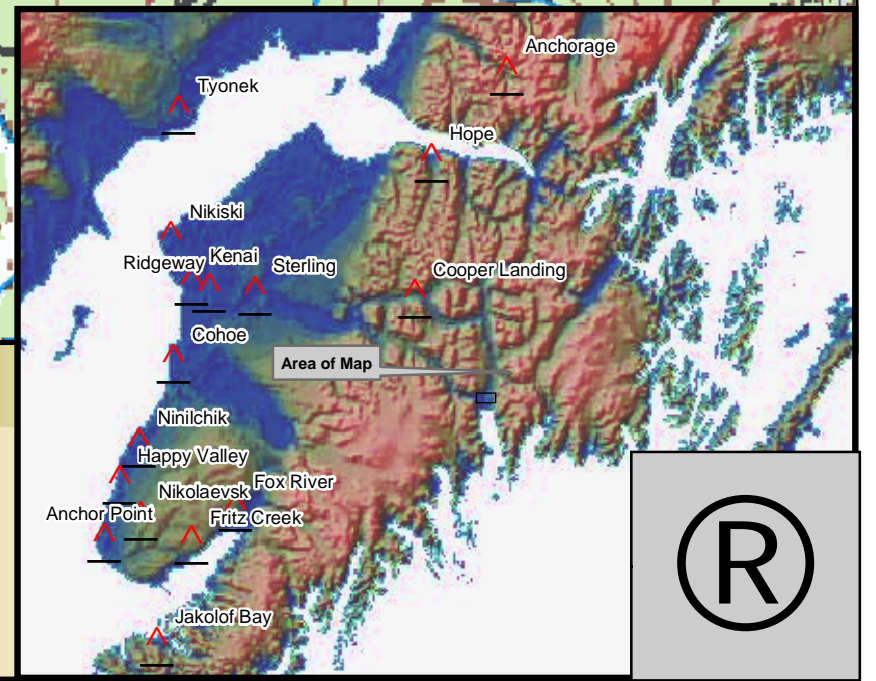 Anchorage
Tyonek
Hope
Nikiski
Ridgeway Kenai
Sterling
Cooper Landing
Cohoe
Area of Map
Ninilchik
Happy Valley
Fox River
Nikolaevsk
Anchor Point
Fritz Creek
Jakolof Bay
®